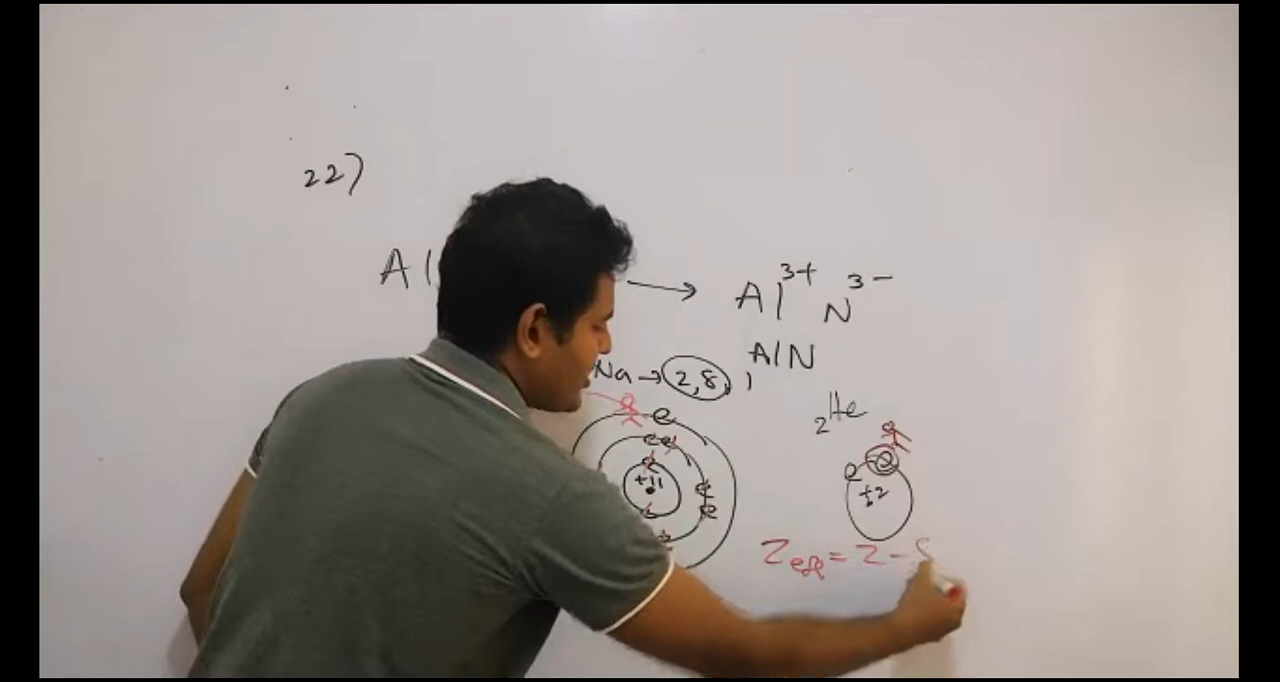 22)
Al → Al³⁺ N³⁻
AlN
Na → 2,8,1
₂He
e
e e
e
+11
e
e
e e
+2
Zeff = Z - S